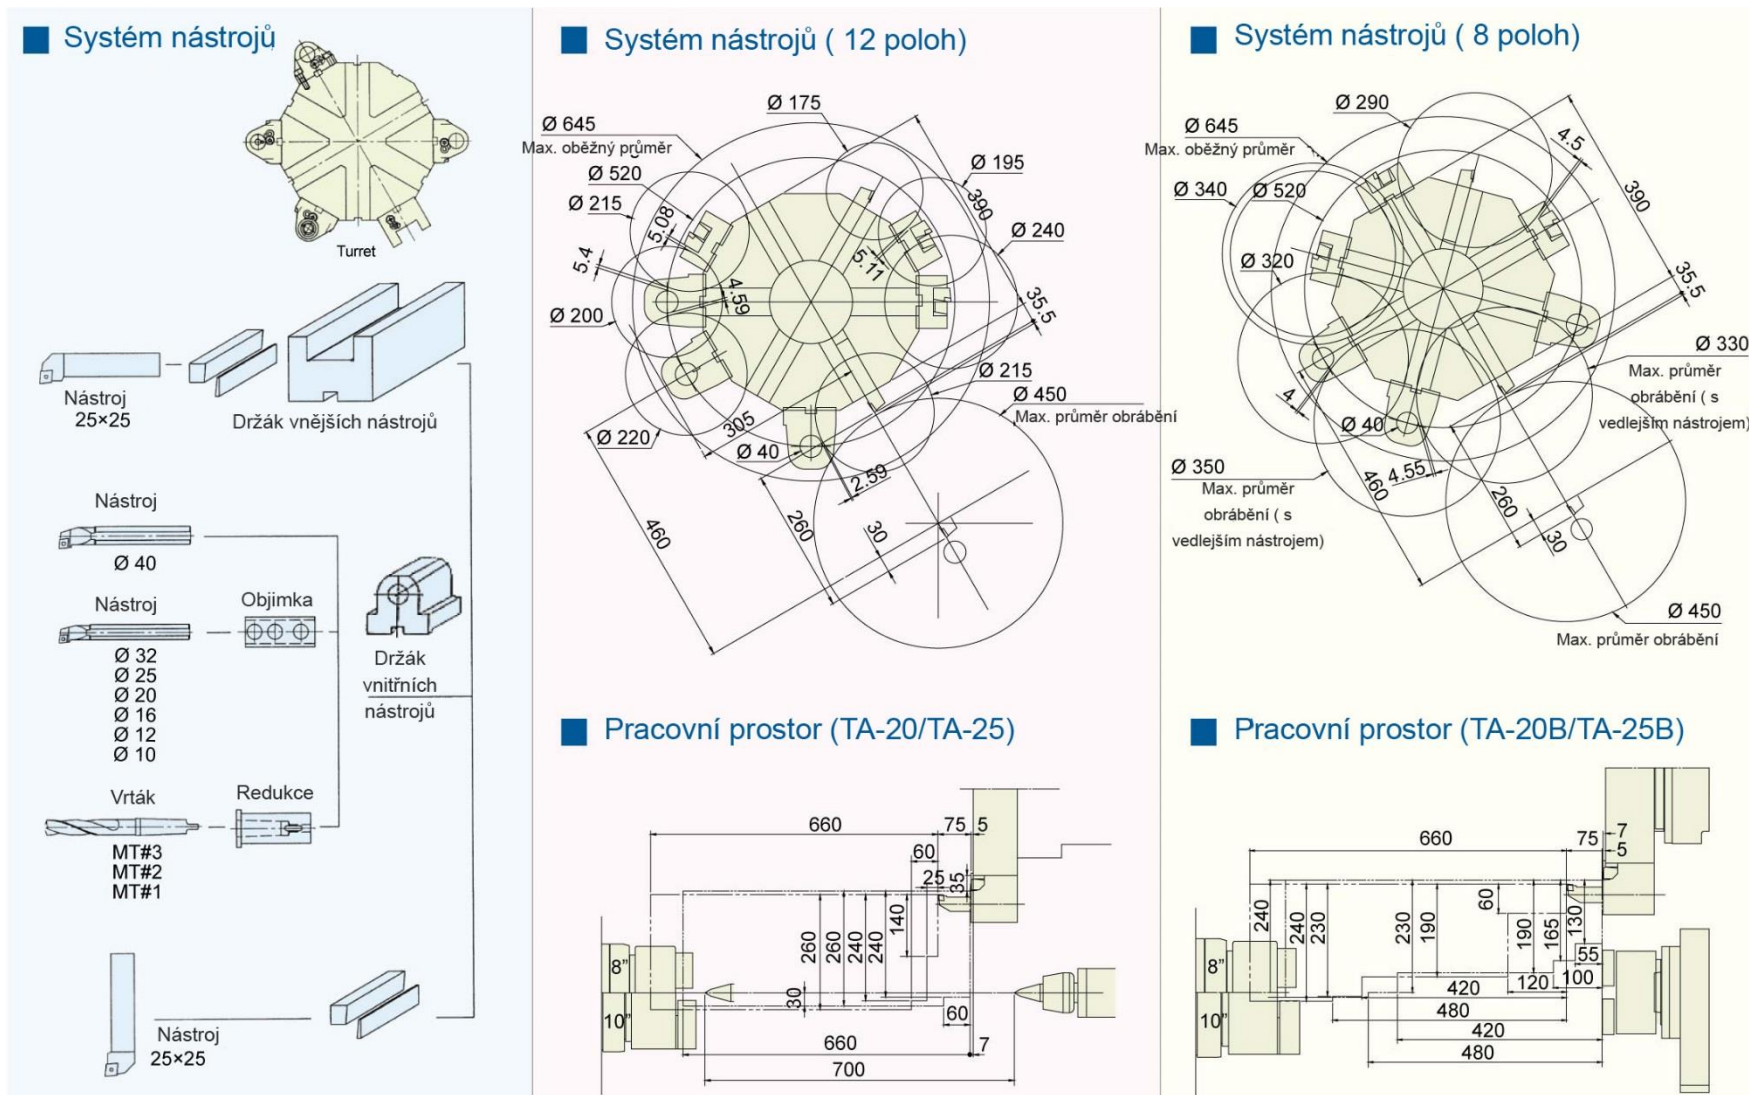 Systém nástrojů
Turret
Nástroj
25×25
Držák vnějších nástrojů
Nástroj
Ø 40
Nástroj
Objimka
Ø 32
Ø 25
Ø 20
Ø 16
Ø 12
Ø 10
Držák
vnitřních
nástrojů
Vrták
Redukce
MT#3
MT#2
MT#1
Nástroj
25×25
Systém nástrojů ( 12 poloh)
Ø 175
Ø 645
Max. oběžný průměr
Ø 195
Ø 520
390
Ø 215
5.08
Ø 240
5.4
5.11
4.59
35.5
Ø 200
Ø 215
Ø 450
Max. průměr obrábění
305
Ø 220
Ø 40
2.59
460
260
30
Systém nástrojů ( 8 poloh)
Ø 290
Ø 645
Max. oběžný průměr
4.5
Ø 340
Ø 520
390
Ø 320
35.5
Ø 330
Max. průměr
obrábění ( s
vedlejším nástrojem)
4
Ø 40
Ø 350
Max. průměr
obrábění ( s
vedlejším nástrojem)
4.55
460
260
30
Ø 450
Max. průměr obrábění
Pracovní prostor (TA-20/TA-25)
660
75
5
60
25
35
140
260
260
240
240
8”
30
10”
60
660
7
700
Pracovní prostor (TA-20B/TA-25B)
660
75
7
5
60
240
240
230
230
190
190
165
130
8”
55
100
120
420
10”
480
420
480